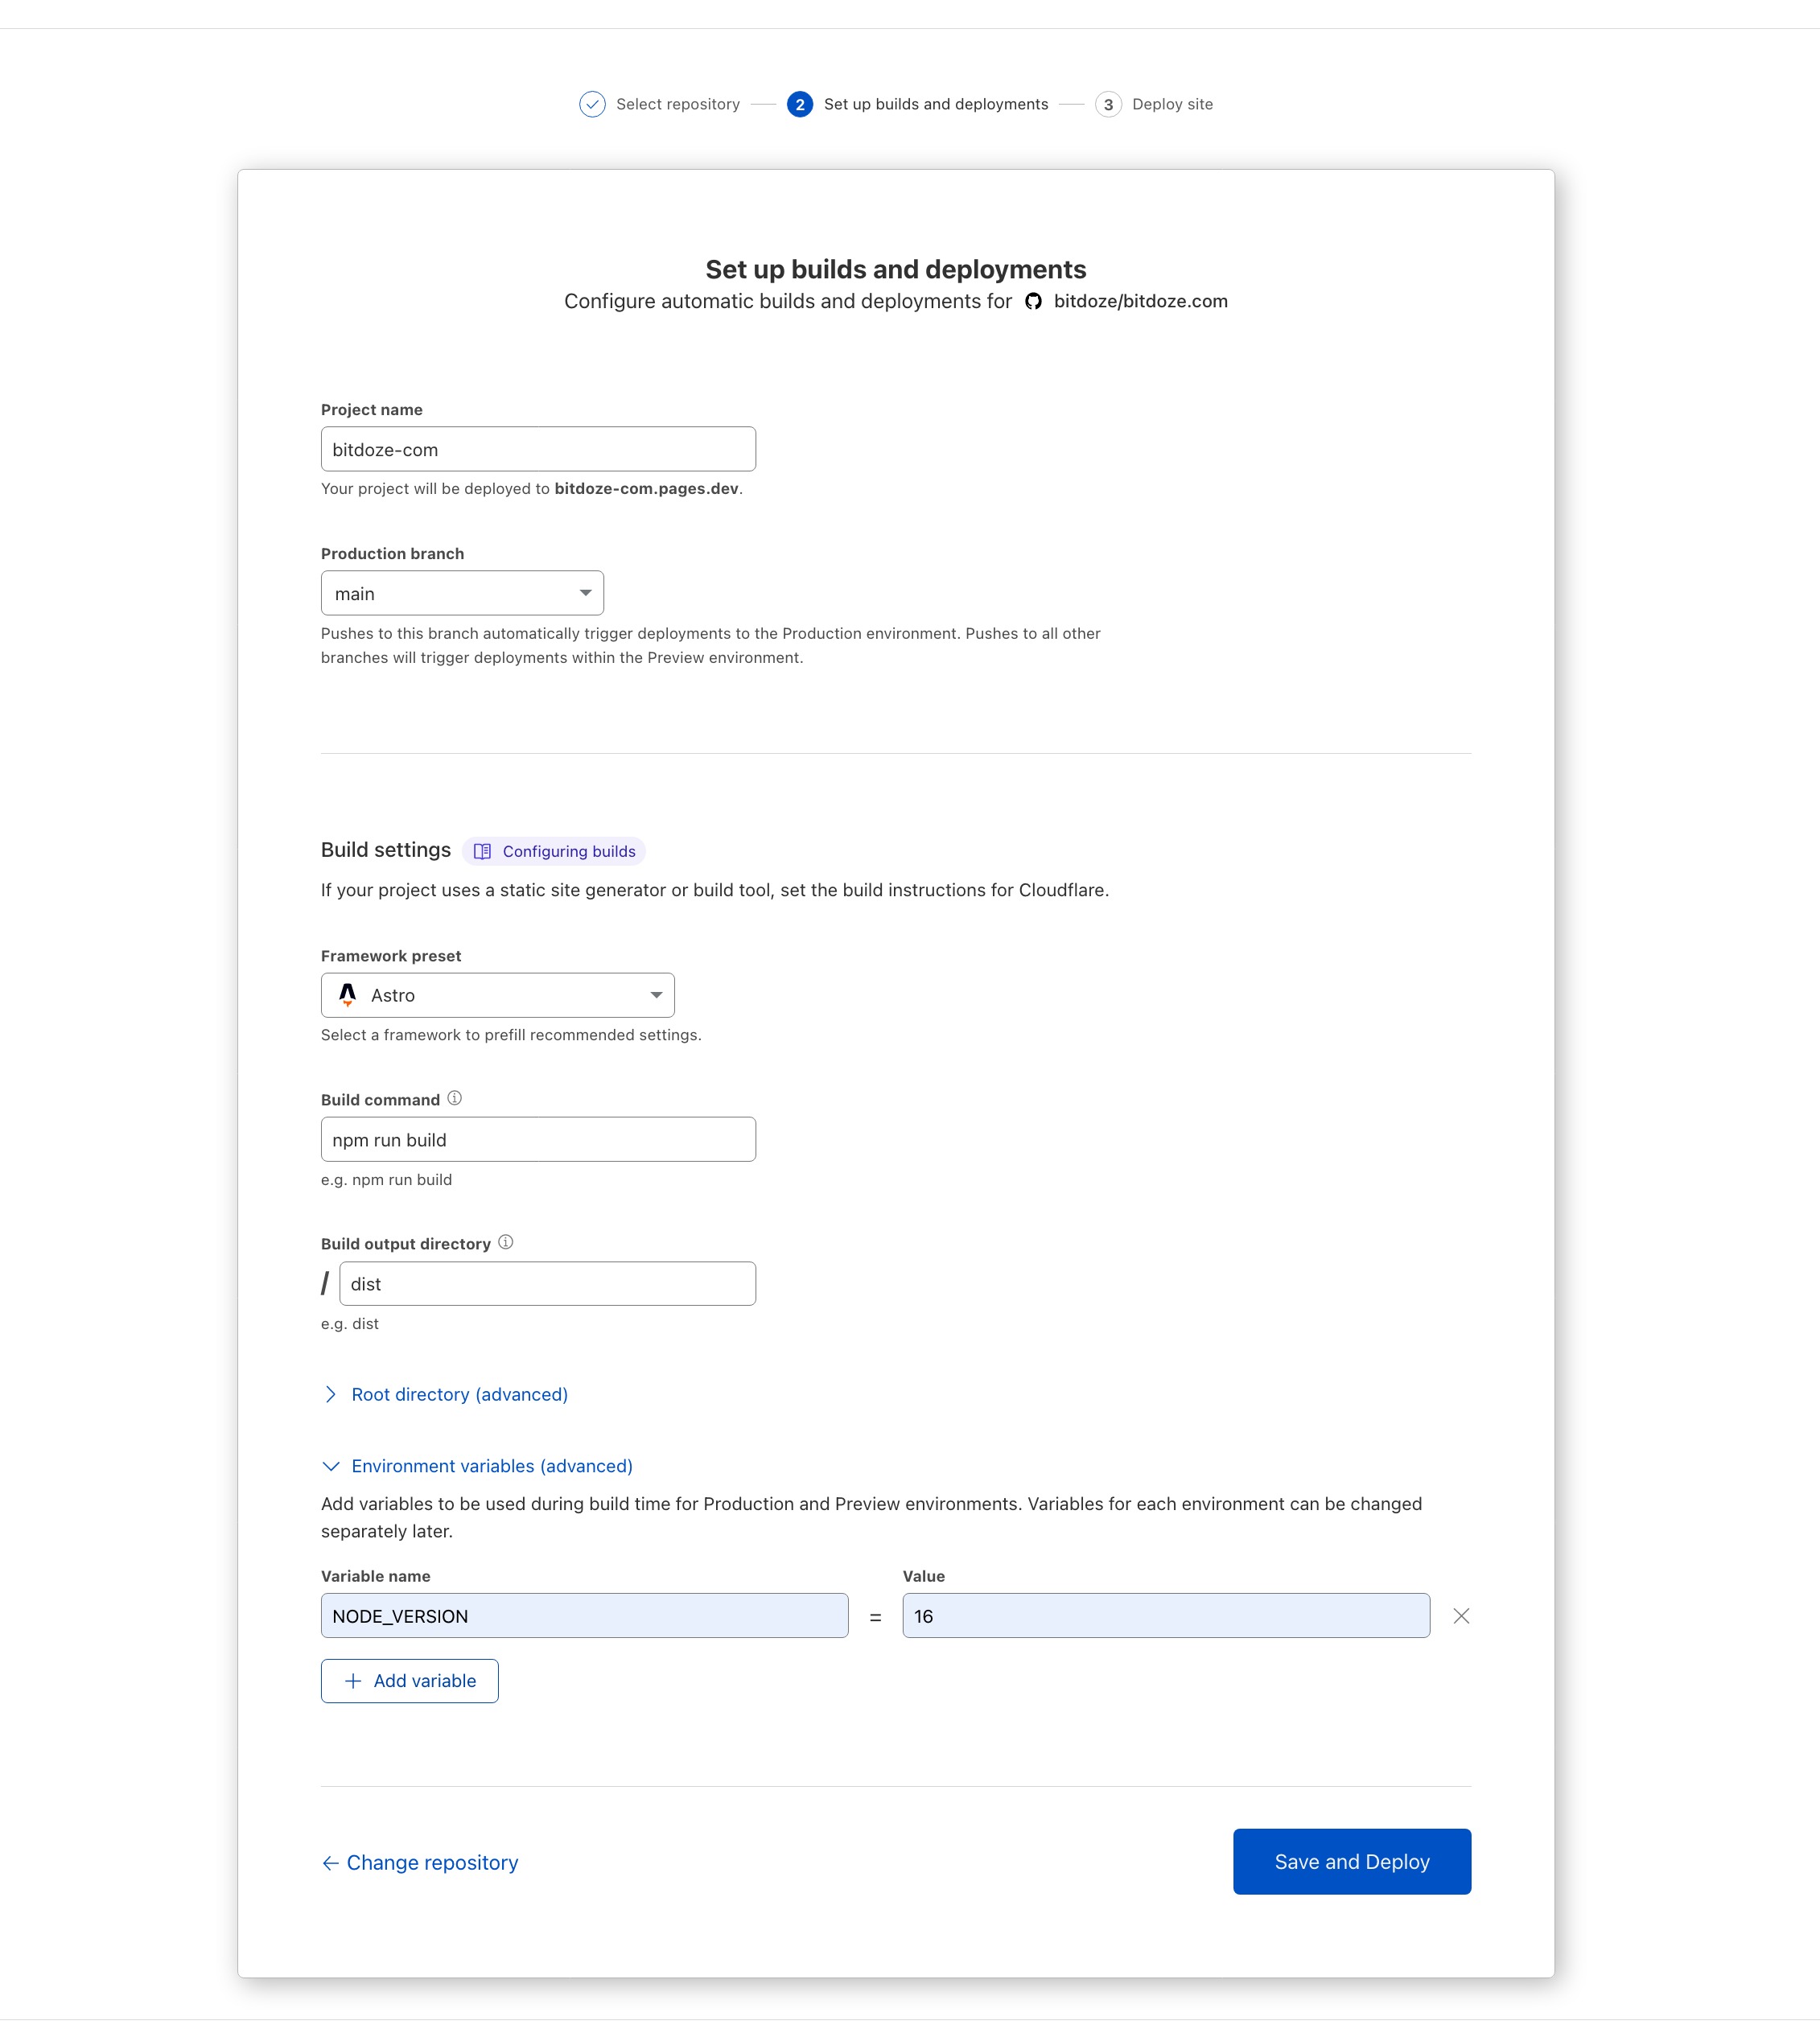 Select repository
2 Set up builds and deployments
3 Deploy site
Set up builds and deployments
Configure automatic builds and deployments for bitdoze/bitdoze.com
Project name
bitdoze-com
Your project will be deployed to bitdoze-com.pages.dev.
Production branch
main
Pushes to this branch automatically trigger deployments to the Production environment. Pushes to all other
branches will trigger deployments within the Preview environment.
Build settings Configuring builds
If your project uses a static site generator or build tool, set the build instructions for Cloudflare.
Framework preset
Astro
Select a framework to prefill recommended settings.
Build command
npm run build
e.g. npm run build
Build output directory
/ dist
e.g. dist
Root directory (advanced)
Environment variables (advanced)
Add variables to be used during build time for Production and Preview environments. Variables for each environment can be changed
separately later.
Variable name Value
NODE_VERSION = 16
+ Add variable
← Change repository
Save and Deploy